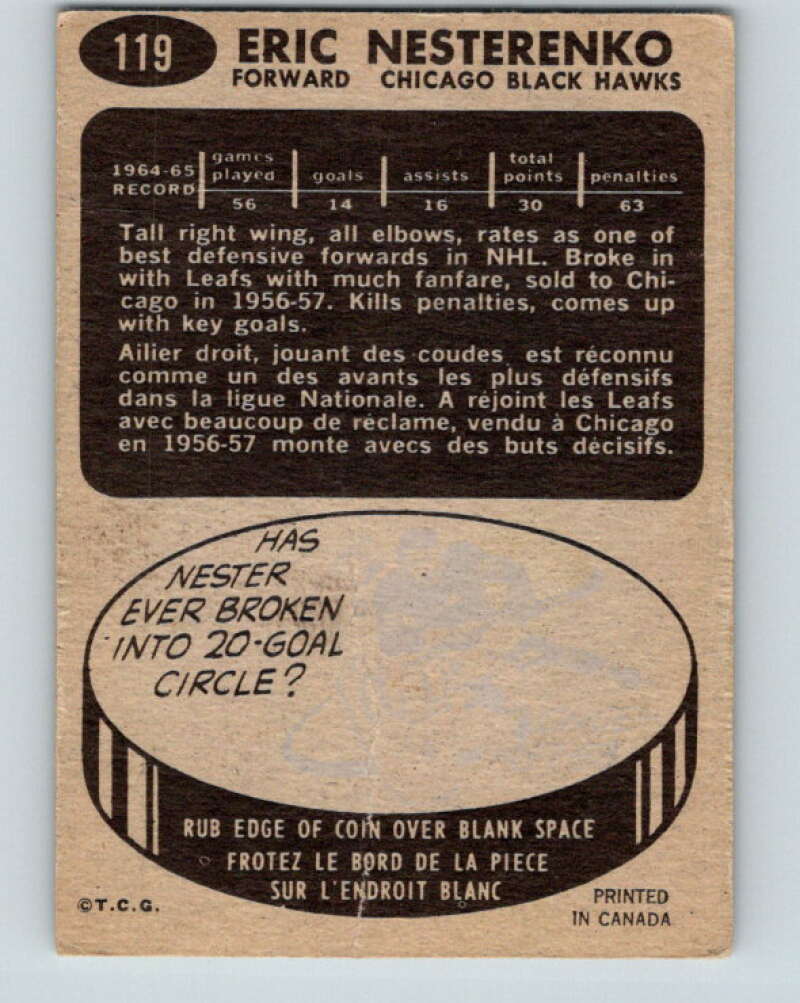 119 ERIC NESTERENKO
FORWARD CHICAGO BLACK HAWKS
1964-65 RECORD games played goals assists total points penalties
56 14 16 30 63
Tall right wing, all elbows, rates as one of
best defensive forwards in NHL. Broke in
with Leafs with much fanfare, sold to Chi-
cago in 1956-57. Kills penalties, comes up
with key goals.
Ailier droit, jouant des coudes, est réconnu
comme un des avants les plus défensifs
dans la ligue Nationale. A réjoint les Leafs
avec beaucoup de réclame, vendu à Chicago
en 1956-57 monte avecs des buts décisifs.
HAS
NESTER
EVER BROKEN
INTO 20-GOAL
CIRCLE?
RUB EDGE OF COIN OVER BLANK SPACE
FROTEZ LE BORD DE LA PIECE
SUR L'ENDROIT BLANC
©T.C.G.
PRINTED
IN CANADA